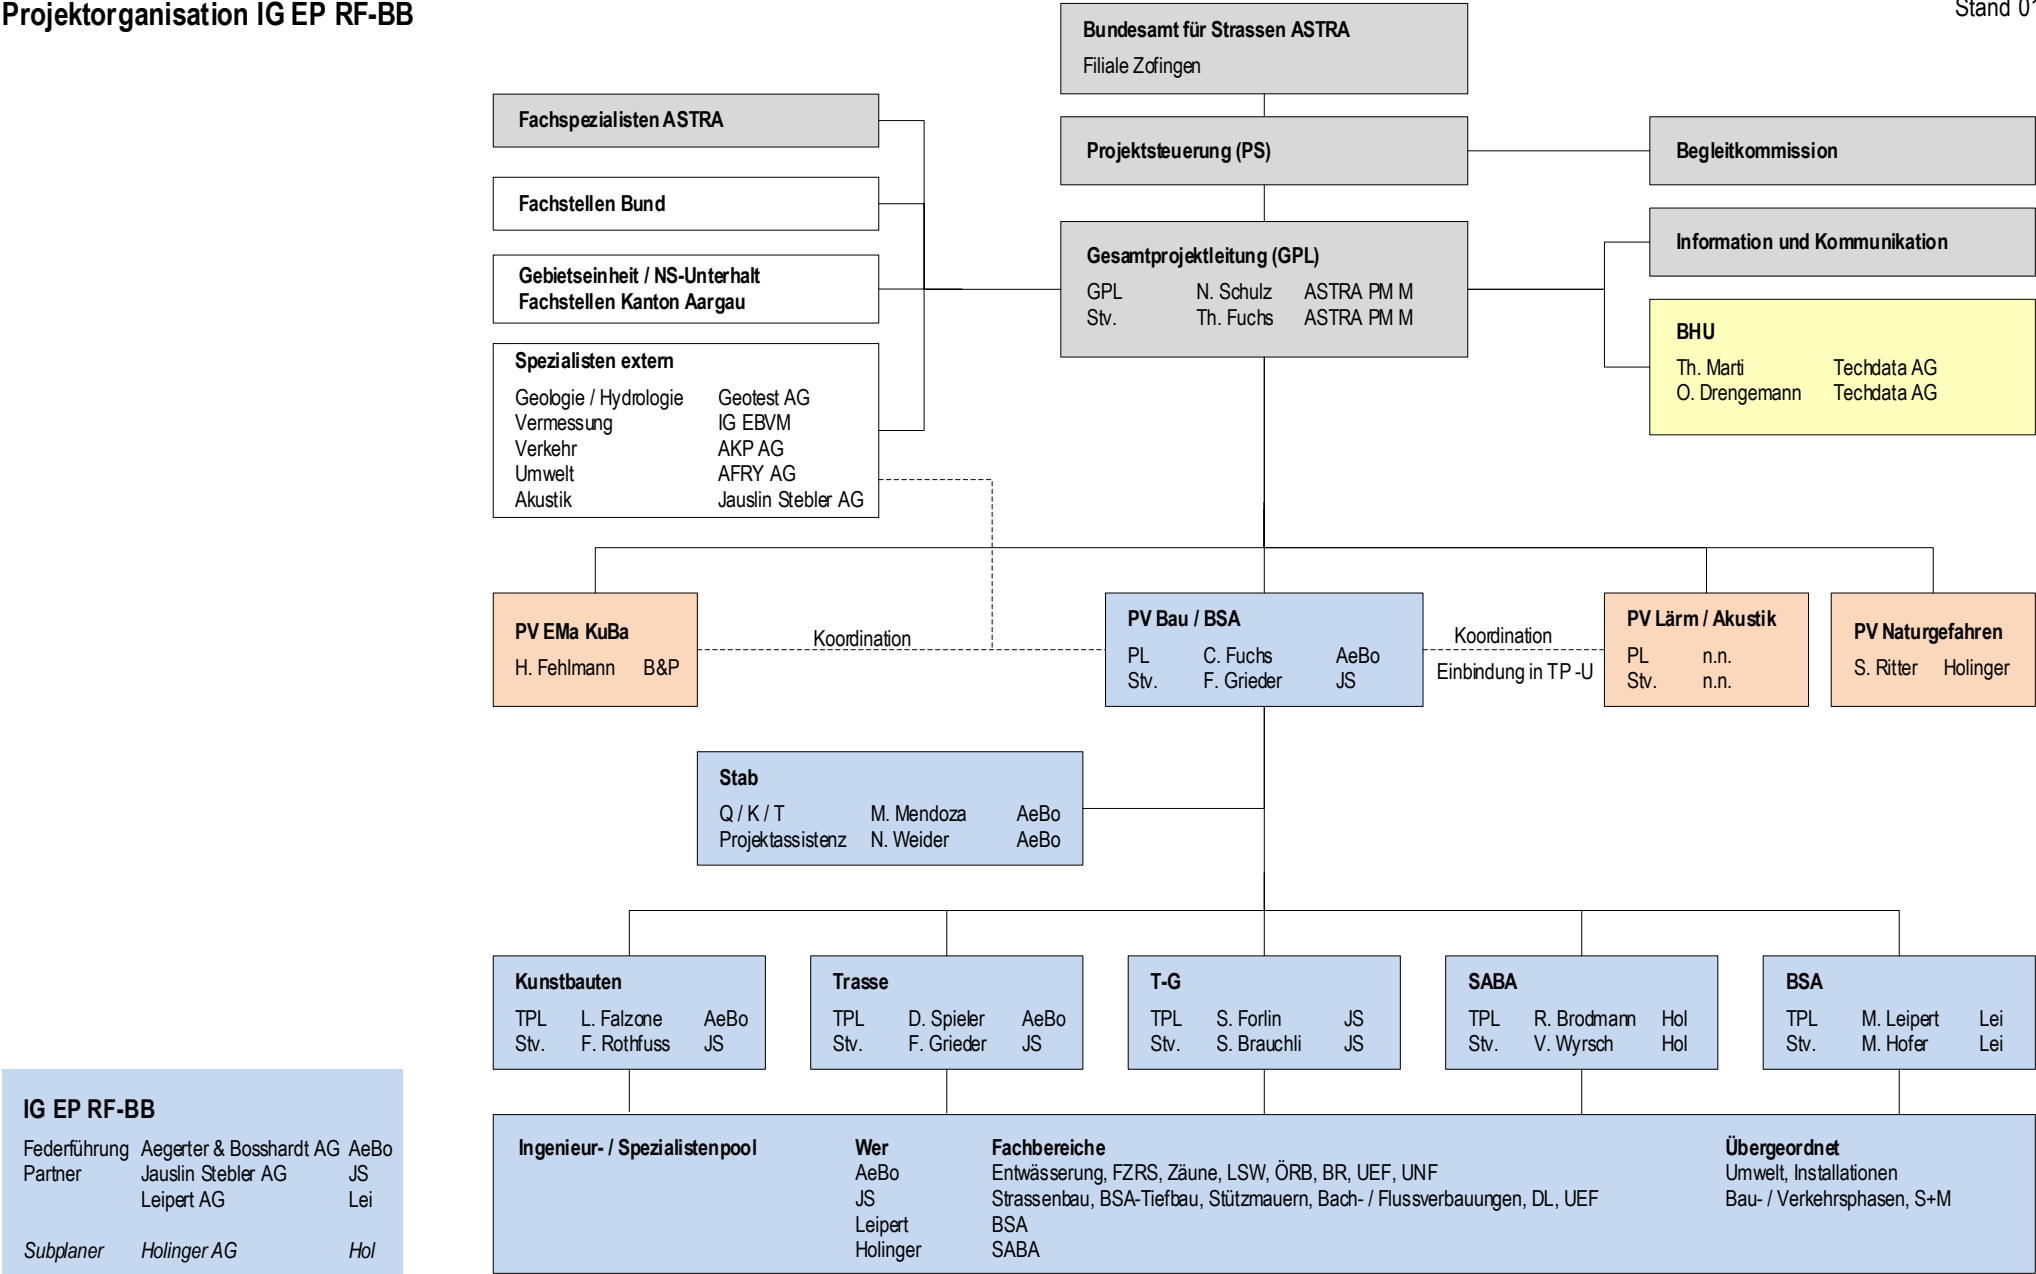 Projektorganisation IG EP RF-BB
Stand 01
Bundesamt für Strassen ASTRA
Filiale Zofingen
Fachspezialisten ASTRA
Projektsteuerung (PS)
Begleitkommission
Fachstellen Bund
Information und Kommunikation
Gesamtprojektleitung (GPL)
GPL N. Schulz ASTRA PM M
Stv. Th. Fuchs ASTRA PM M
Gebietseinheit / NS-Unterhalt
Fachstellen Kanton Aargau
BHU
Th. Marti Techdata AG
O. Drengemann Techdata AG
Spezialisten extern
Geologie / Hydrologie Geotest AG
Vermessung IG EBVM
Verkehr AKP AG
Umwelt AFRY AG
Akustik Jauslin Stebler AG
PV EMa KuBa
H. Fehlmann B&P
Koordination
PV Bau / BSA
PL C. Fuchs AeBo
Stv. F. Grieder JS
Koordination
Einbindung in TP-U
PV Lärm / Akustik
PL n.n.
Stv. n.n.
PV Naturgefahren
S. Ritter Holinger
Stab
Q / K / T M. Mendoza AeBo
Projektassistenz N. Weider AeBo
Kunstbauten
TPL L. Falzone AeBo
Stv. F. Rothfuss JS
Trasse
TPL D. Spieler AeBo
Stv. F. Grieder JS
T-G
TPL S. Forlin JS
Stv. S. Brauchli JS
SABA
TPL R. Brodmann Hol
Stv. V. Wyrsch Hol
BSA
TPL M. Leipert Lei
Stv. M. Hofer Lei
IG EP RF-BB
Federführung Aegerter & Bosshardt AG AeBo
Partner Jauslin Stebler AG JS
Leipert AG Lei
Subplaner Holinger AG Hol
Ingenieur- / Spezialistenpool Wer Fachbereiche Übergeordnet
AeBo Entwässerung, FZRS, Zäune, LSW, ÖRB, BR, UEF, UNF Umwelt, Installationen
JS Strassenbau, BSA-Tiefbau, Stützmauern, Bach- / Flussverbauungen, DL, UEF Bau- / Verkehrsphasen, S+M
Leipert BSA
Holinger SABA